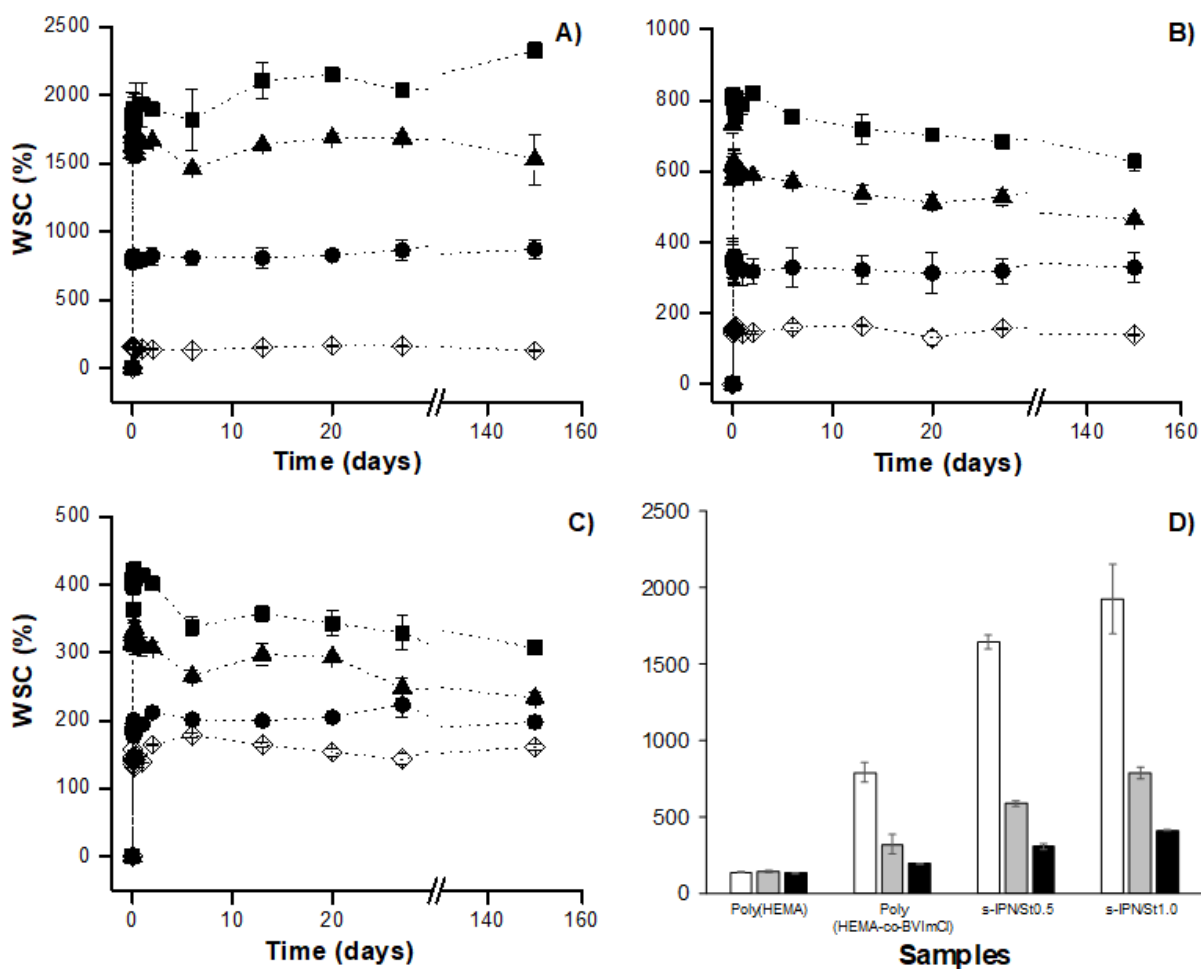 A)
2500
2000
1500
1000
500
0
WSC (%)
0 10 20 140 160
Time (days)
B)
1000
800
600
400
200
0
0 10 20 140 160
Time (days)
C)
500
400
300
200
100
0
WSC (%)
0 10 20 140 160
Time (days)
D)
2500
2000
1500
1000
500
0
Poly(HEMA) Poly s-IPN/St0.5 s-IPN/St1.0
(HEMA-co-BVImCl)
Samples